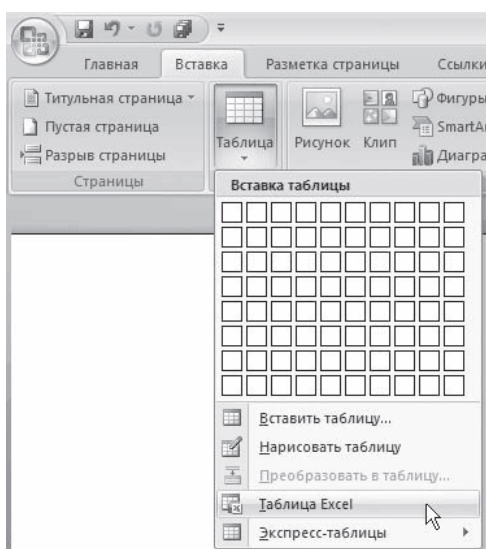 Главная Вставка Разметка страницы Ссылки
Титульная страница
Пустая страница
Разрыв страницы
Страницы
Таблица
Рисунок
Клип
Фигуры
SmartA
Диагра
Вставка таблицы
Вставить таблицу...
Нарисовать таблицу
Преобразовать в таблицу...
Таблица Excel
Экспресс-таблицы